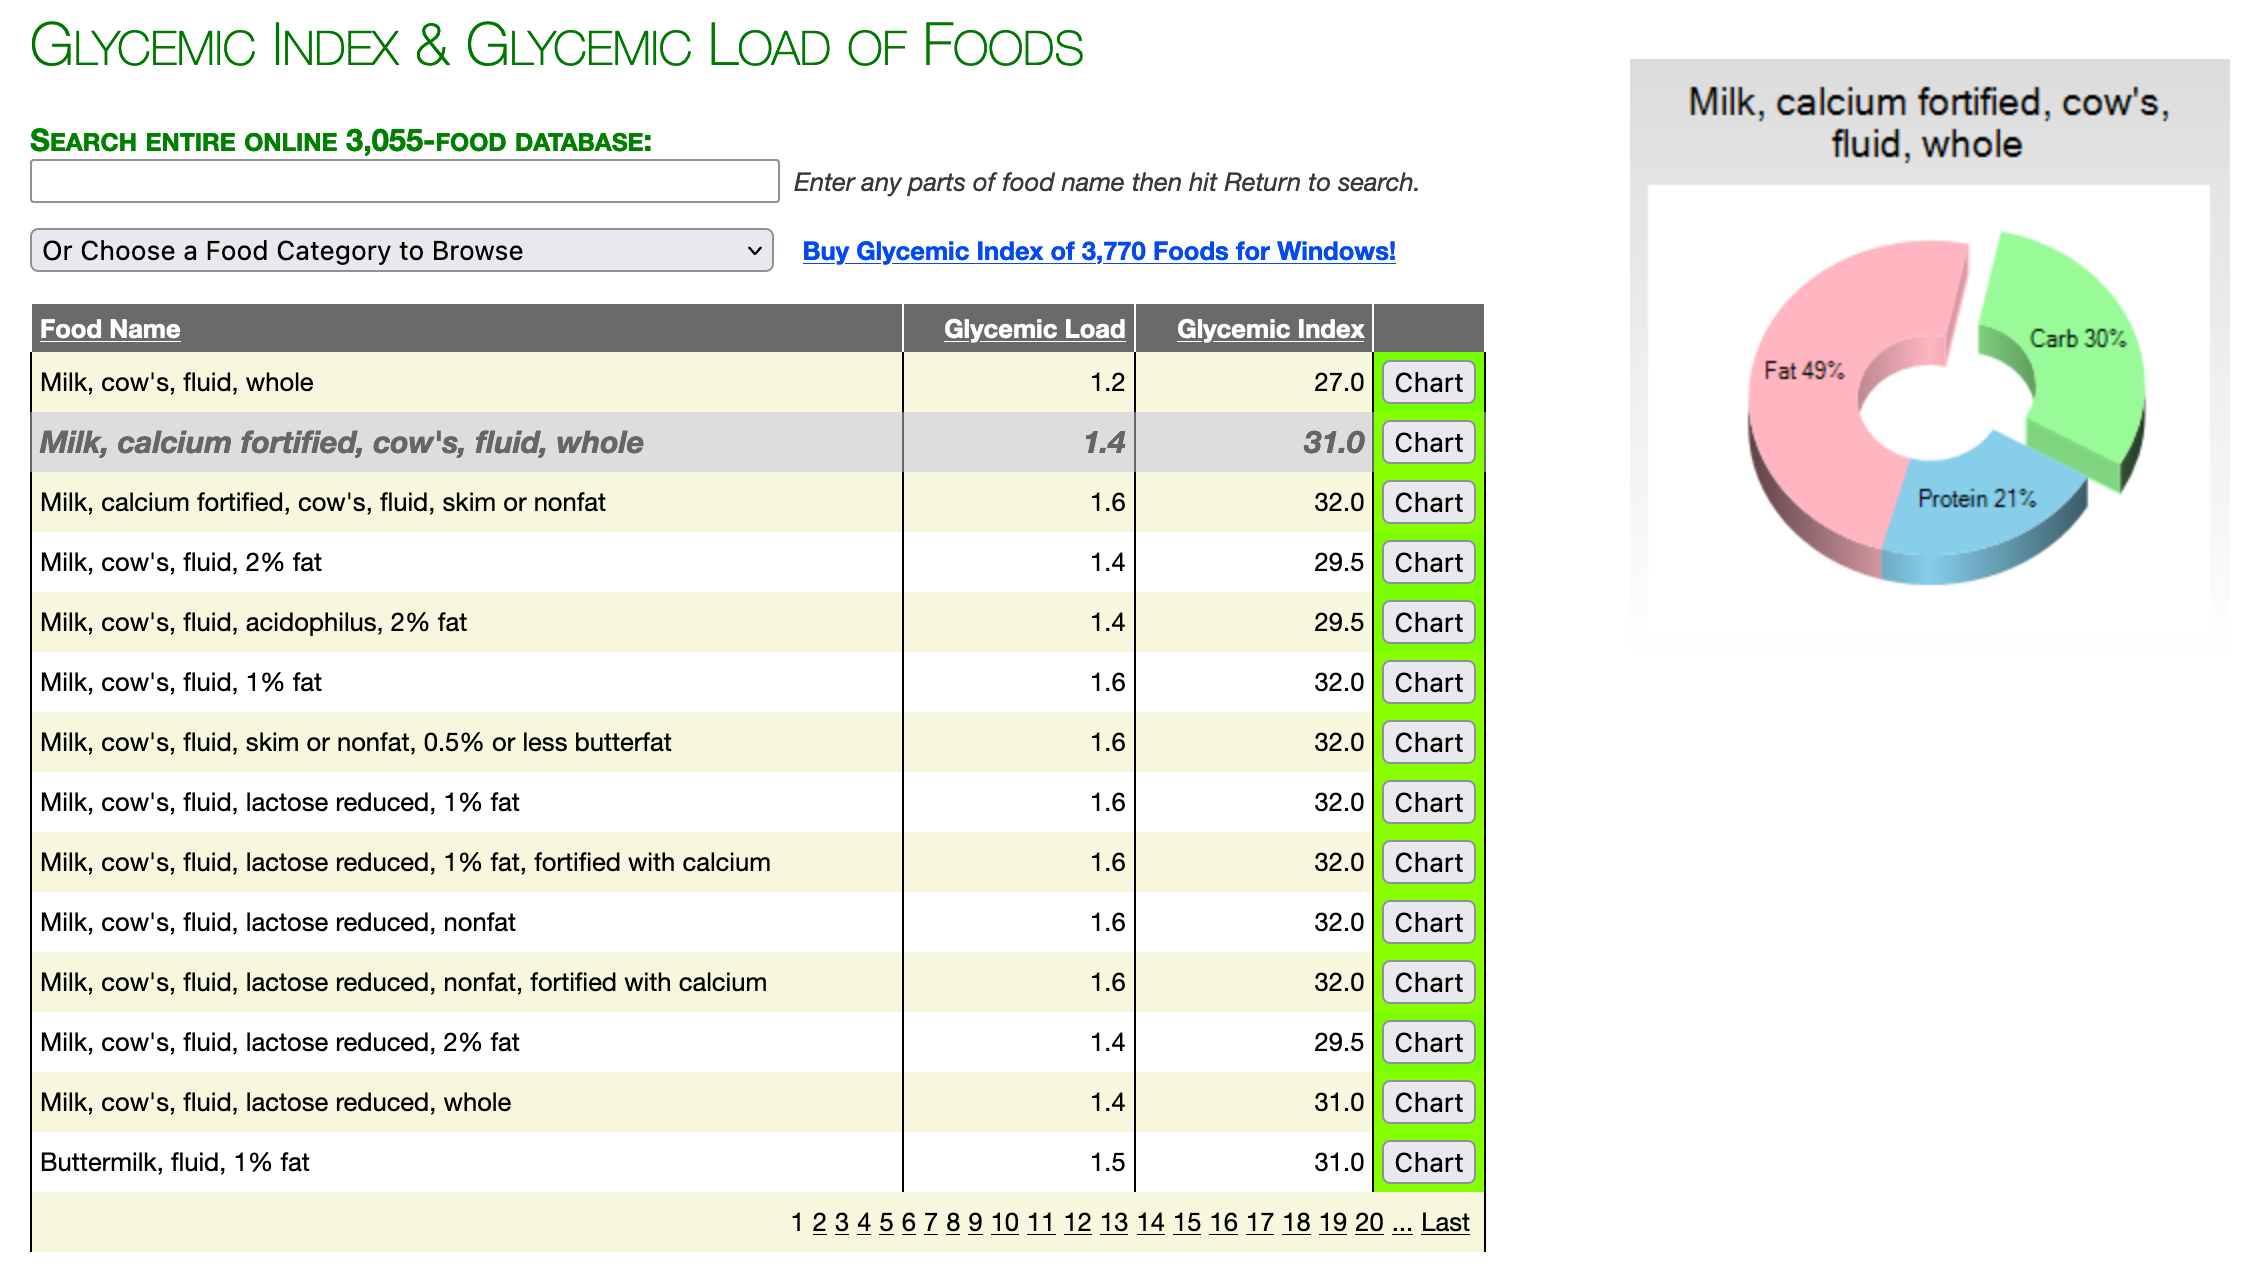 GLYCEMIC INDEX & GLYCEMIC LOAD OF FOODS
SEARCH ENTIRE ONLINE 3,055-FOOD DATABASE:
Enter any parts of food name then hit Return to search.
Or Choose a Food Category to Browse
Buy Glycemic Index of 3,770 Foods for Windows!
Food Name Glycemic Load Glycemic Index
Milk, cow's, fluid, whole 1.2 27.0 Chart
Milk, calcium fortified, cow's, fluid, whole 1.4 31.0 Chart
Milk, calcium fortified, cow's, fluid, skim or nonfat 1.6 32.0 Chart
Milk, cow's, fluid, 2% fat 1.4 29.5 Chart
Milk, cow's, fluid, acidophilus, 2% fat 1.4 29.5 Chart
Milk, cow's, fluid, 1% fat 1.6 32.0 Chart
Milk, cow's, fluid, skim or nonfat, 0.5% or less butterfat 1.6 32.0 Chart
Milk, cow's, fluid, lactose reduced, 1% fat 1.6 32.0 Chart
Milk, cow's, fluid, lactose reduced, 1% fat, fortified with calcium 1.6 32.0 Chart
Milk, cow's, fluid, lactose reduced, nonfat 1.6 32.0 Chart
Milk, cow's, fluid, lactose reduced, nonfat, fortified with calcium 1.6 32.0 Chart
Milk, cow's, fluid, lactose reduced, 2% fat 1.4 29.5 Chart
Milk, cow's, fluid, lactose reduced, whole 1.4 31.0 Chart
Buttermilk, fluid, 1% fat 1.5 31.0 Chart
1 2 3 4 5 6 7 8 9 10 11 12 13 14 15 16 17 18 19 20 ... Last
Milk, calcium fortified, cow's,
fluid, whole
Carb 30%
Fat 49%
Protein 21%